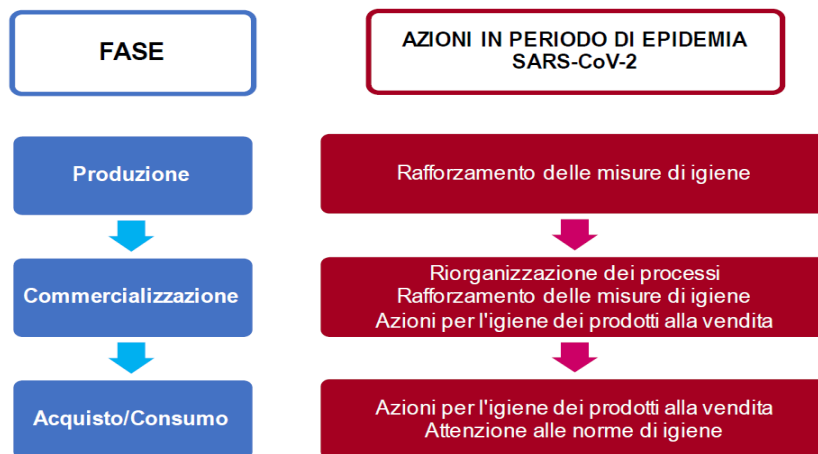 FASE
AZIONI IN PERIODO DI EPIDEMIA
SARS-CoV-2
Produzione
Rafforzamento delle misure di igiene
Commercializzazione
Riorganizzazione dei processi
Rafforzamento delle misure di igiene
Azioni per l'igiene dei prodotti alla vendita
Acquisto/Consumo
Azioni per l'igiene dei prodotti alla vendita
Attenzione alle norme di igiene